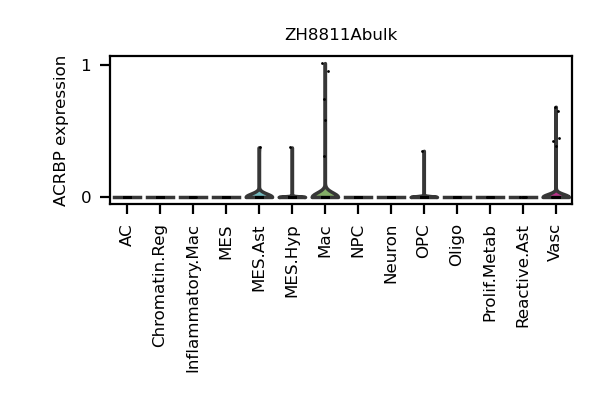 ZH8811Abulk
ACRBP expression
1
0
AC
Chromatin.Reg
Inflammatory.Mac
MES
MES.Ast
MES.Hyp
Mac
NPC
Neuron
OPC
Oligo
Prolif.Metab
Reactive.Ast
Vasc